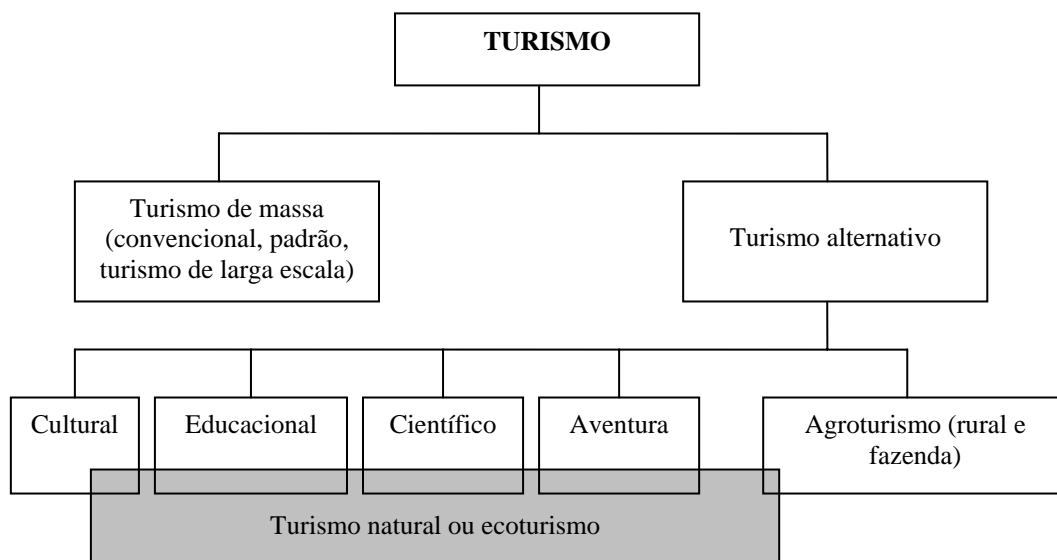 TURISMO
Turismo de massa
(convencional, padrão,
turismo de larga escala)
Turismo alternativo
Cultural
Educacional
Científico
Aventura
Agroturismo (rural e
fazenda)
Turismo natural ou ecoturismo